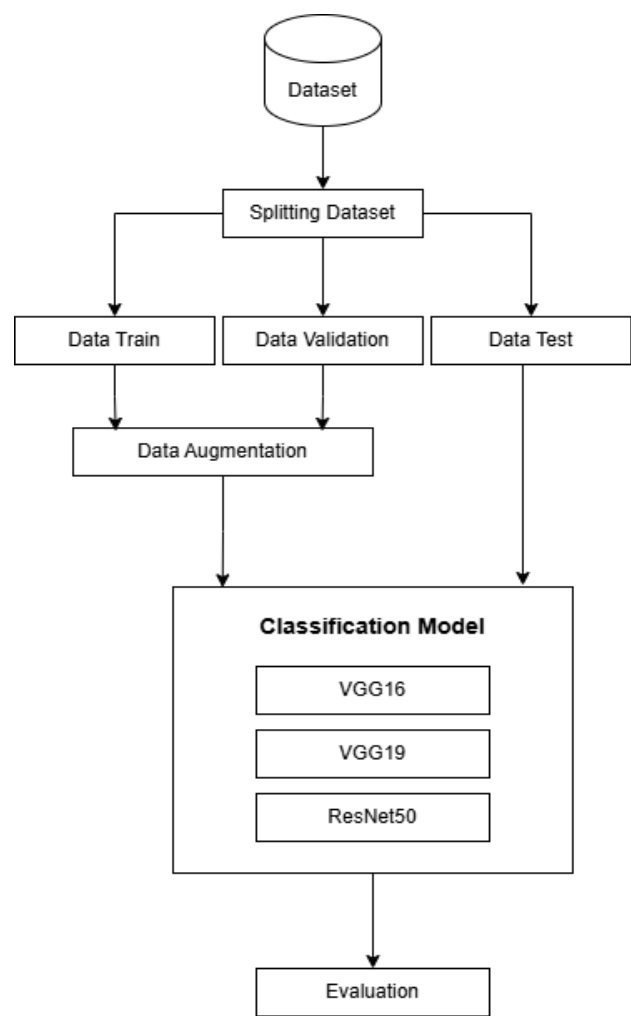 Dataset
Splitting Dataset
Data Train
Data Validation
Data Test
Data Augmentation
Classification Model
VGG16
VGG19
ResNet50
Evaluation